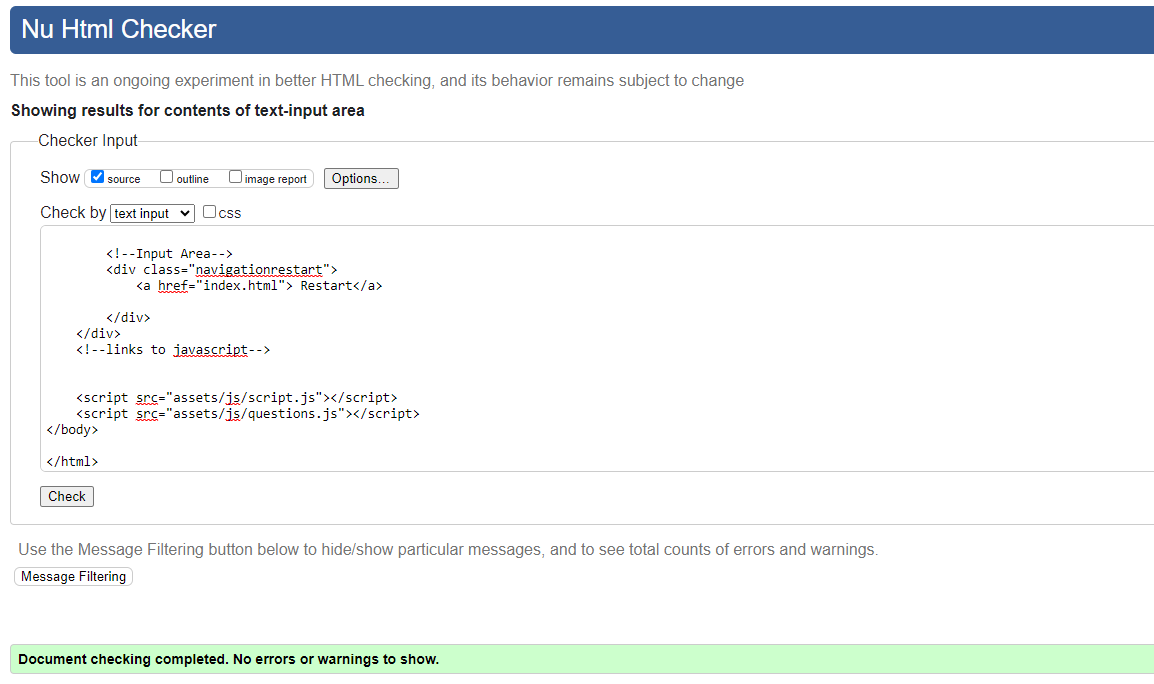 Nu Html Checker
This tool is an ongoing experiment in better HTML checking, and its behavior remains subject to change
Showing results for contents of text-input area
Checker Input
Show source outline image report Options...
Check by text input css
<!--Input Area-->
<div class="navigationrestart">
<a href="index.html"> Restart</a>
</div>
</div>
<!--links to javascript-->
<script src="assets/js/script.js"></script>
<script src="assets/js/questions.js"></script>
</body>
</html>
Check
Use the Message Filtering button below to hide/show particular messages, and to see total counts of errors and warnings.
Message Filtering
Document checking completed. No errors or warnings to show.